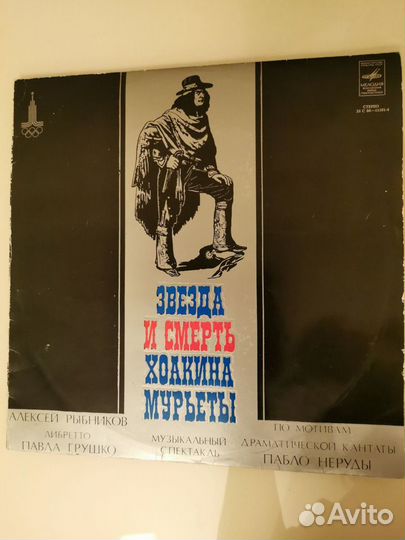 МЕЛОДИЯ
СТЕРЕО
ЗВЕЗДА
И СМЕРТЬ
ХОАКИНА
МУРЬЕТЫ
АЛЕКСЕЙ РЫБНИКОВ
ЛИБРЕТТО
ПАВЛА ГРУШКО
МУЗЫКАЛЬНЫЙ
СПЕКТАКЛЬ
ПО МОТИВАМ
ДРАМАТИЧЕСКОЙ КАНТАТЫ
ПАБЛО НЕРУДЫ
Avito